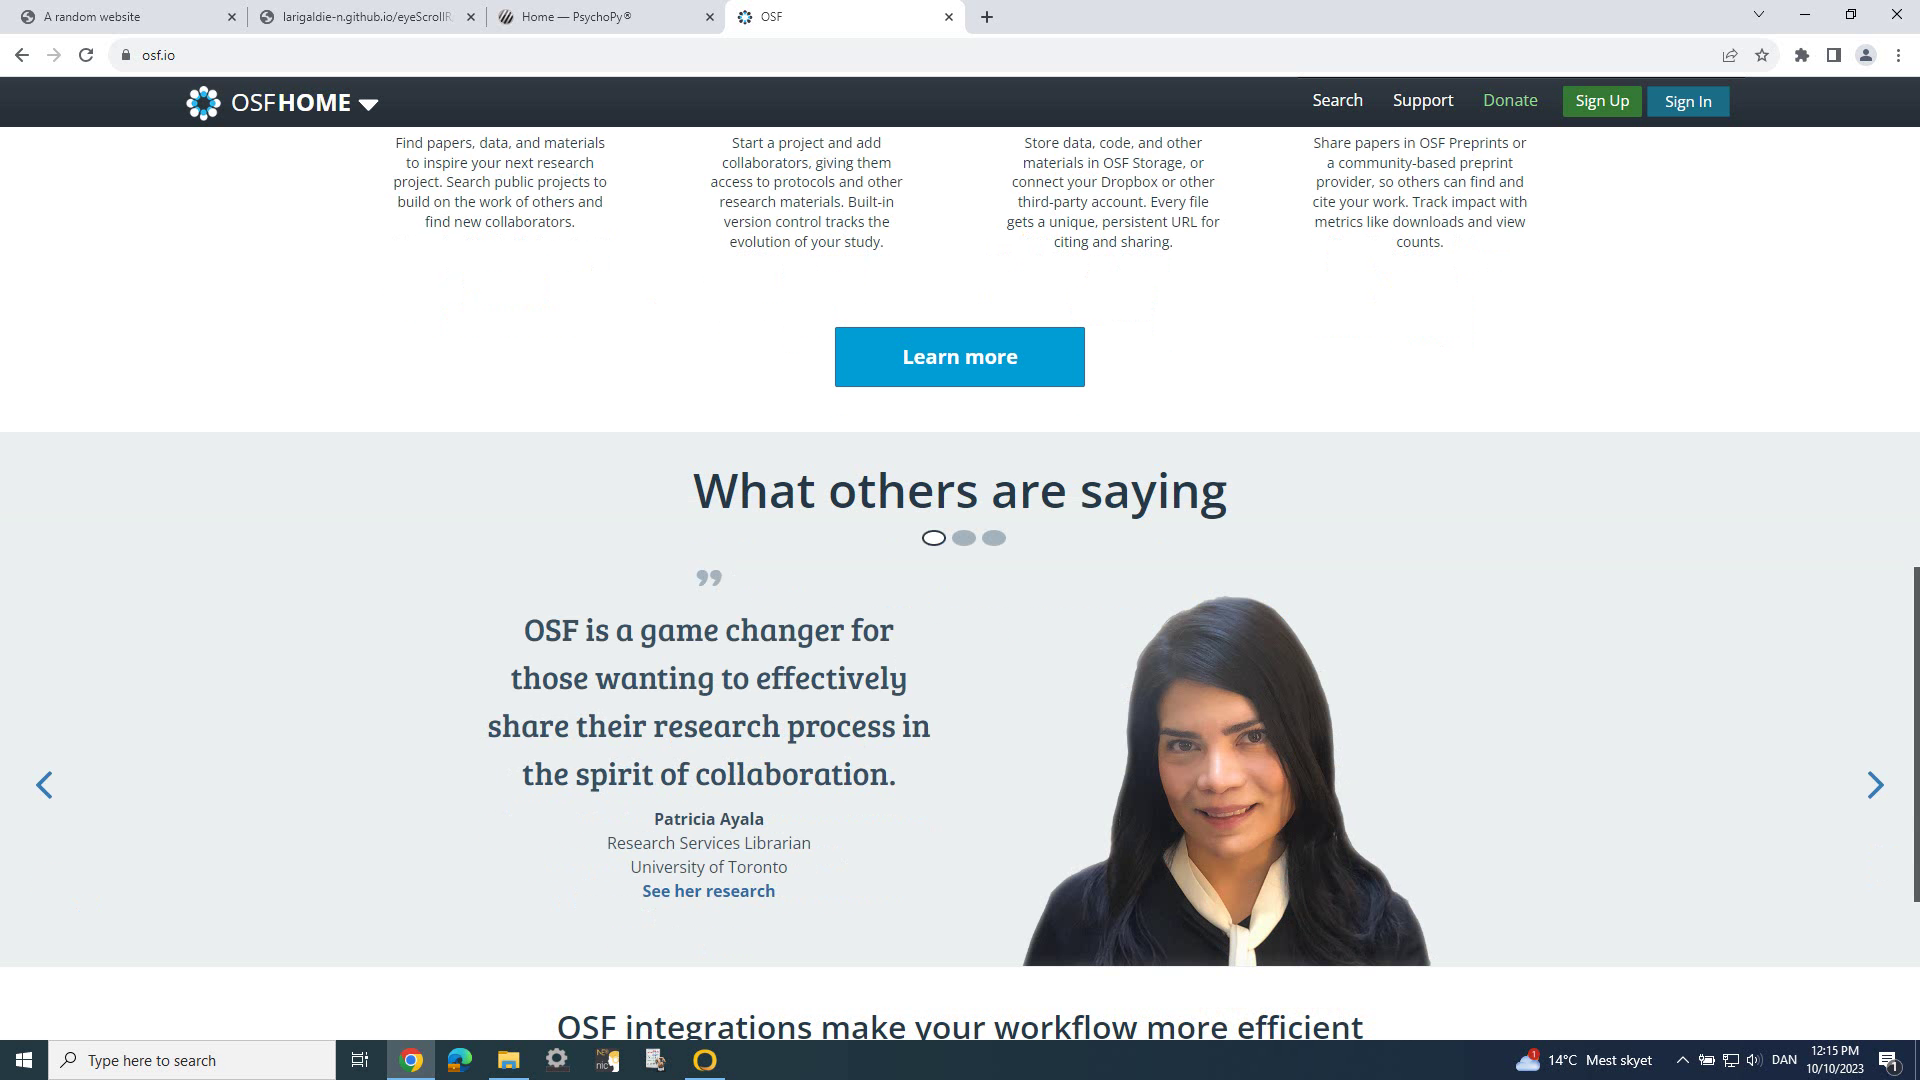 A random website
larigaldie-n.github.io/eyeScrollR
Home — PsychoPy®
OSF
osf.io
OSFHOME
Search
Support
Donate
Sign Up
Sign In
Find papers, data, and materials
to inspire your next research
project. Search public projects to
build on the work of others and
find new collaborators.
Start a project and add
collaborators, giving them
access to protocols and other
research materials. Built-in
version control tracks the
evolution of your study.
Store data, code, and other
materials in OSF Storage, or
connect your Dropbox or other
third-party account. Every file
gets a unique, persistent URL for
citing and sharing.
Share papers in OSF Preprints or
a community-based preprint
provider, so others can find and
cite your work. Track impact with
metrics like downloads and view
counts.
Learn more
What others are saying
”
OSF is a game changer for
those wanting to effectively
share their research process in
the spirit of collaboration.
Patricia Ayala
Research Services Librarian
University of Toronto
See her research
OSF integrations make your workflow more efficient
Type here to search
1
14°C Mest skyet
DAN
12:15 PM
10/10/2023
1